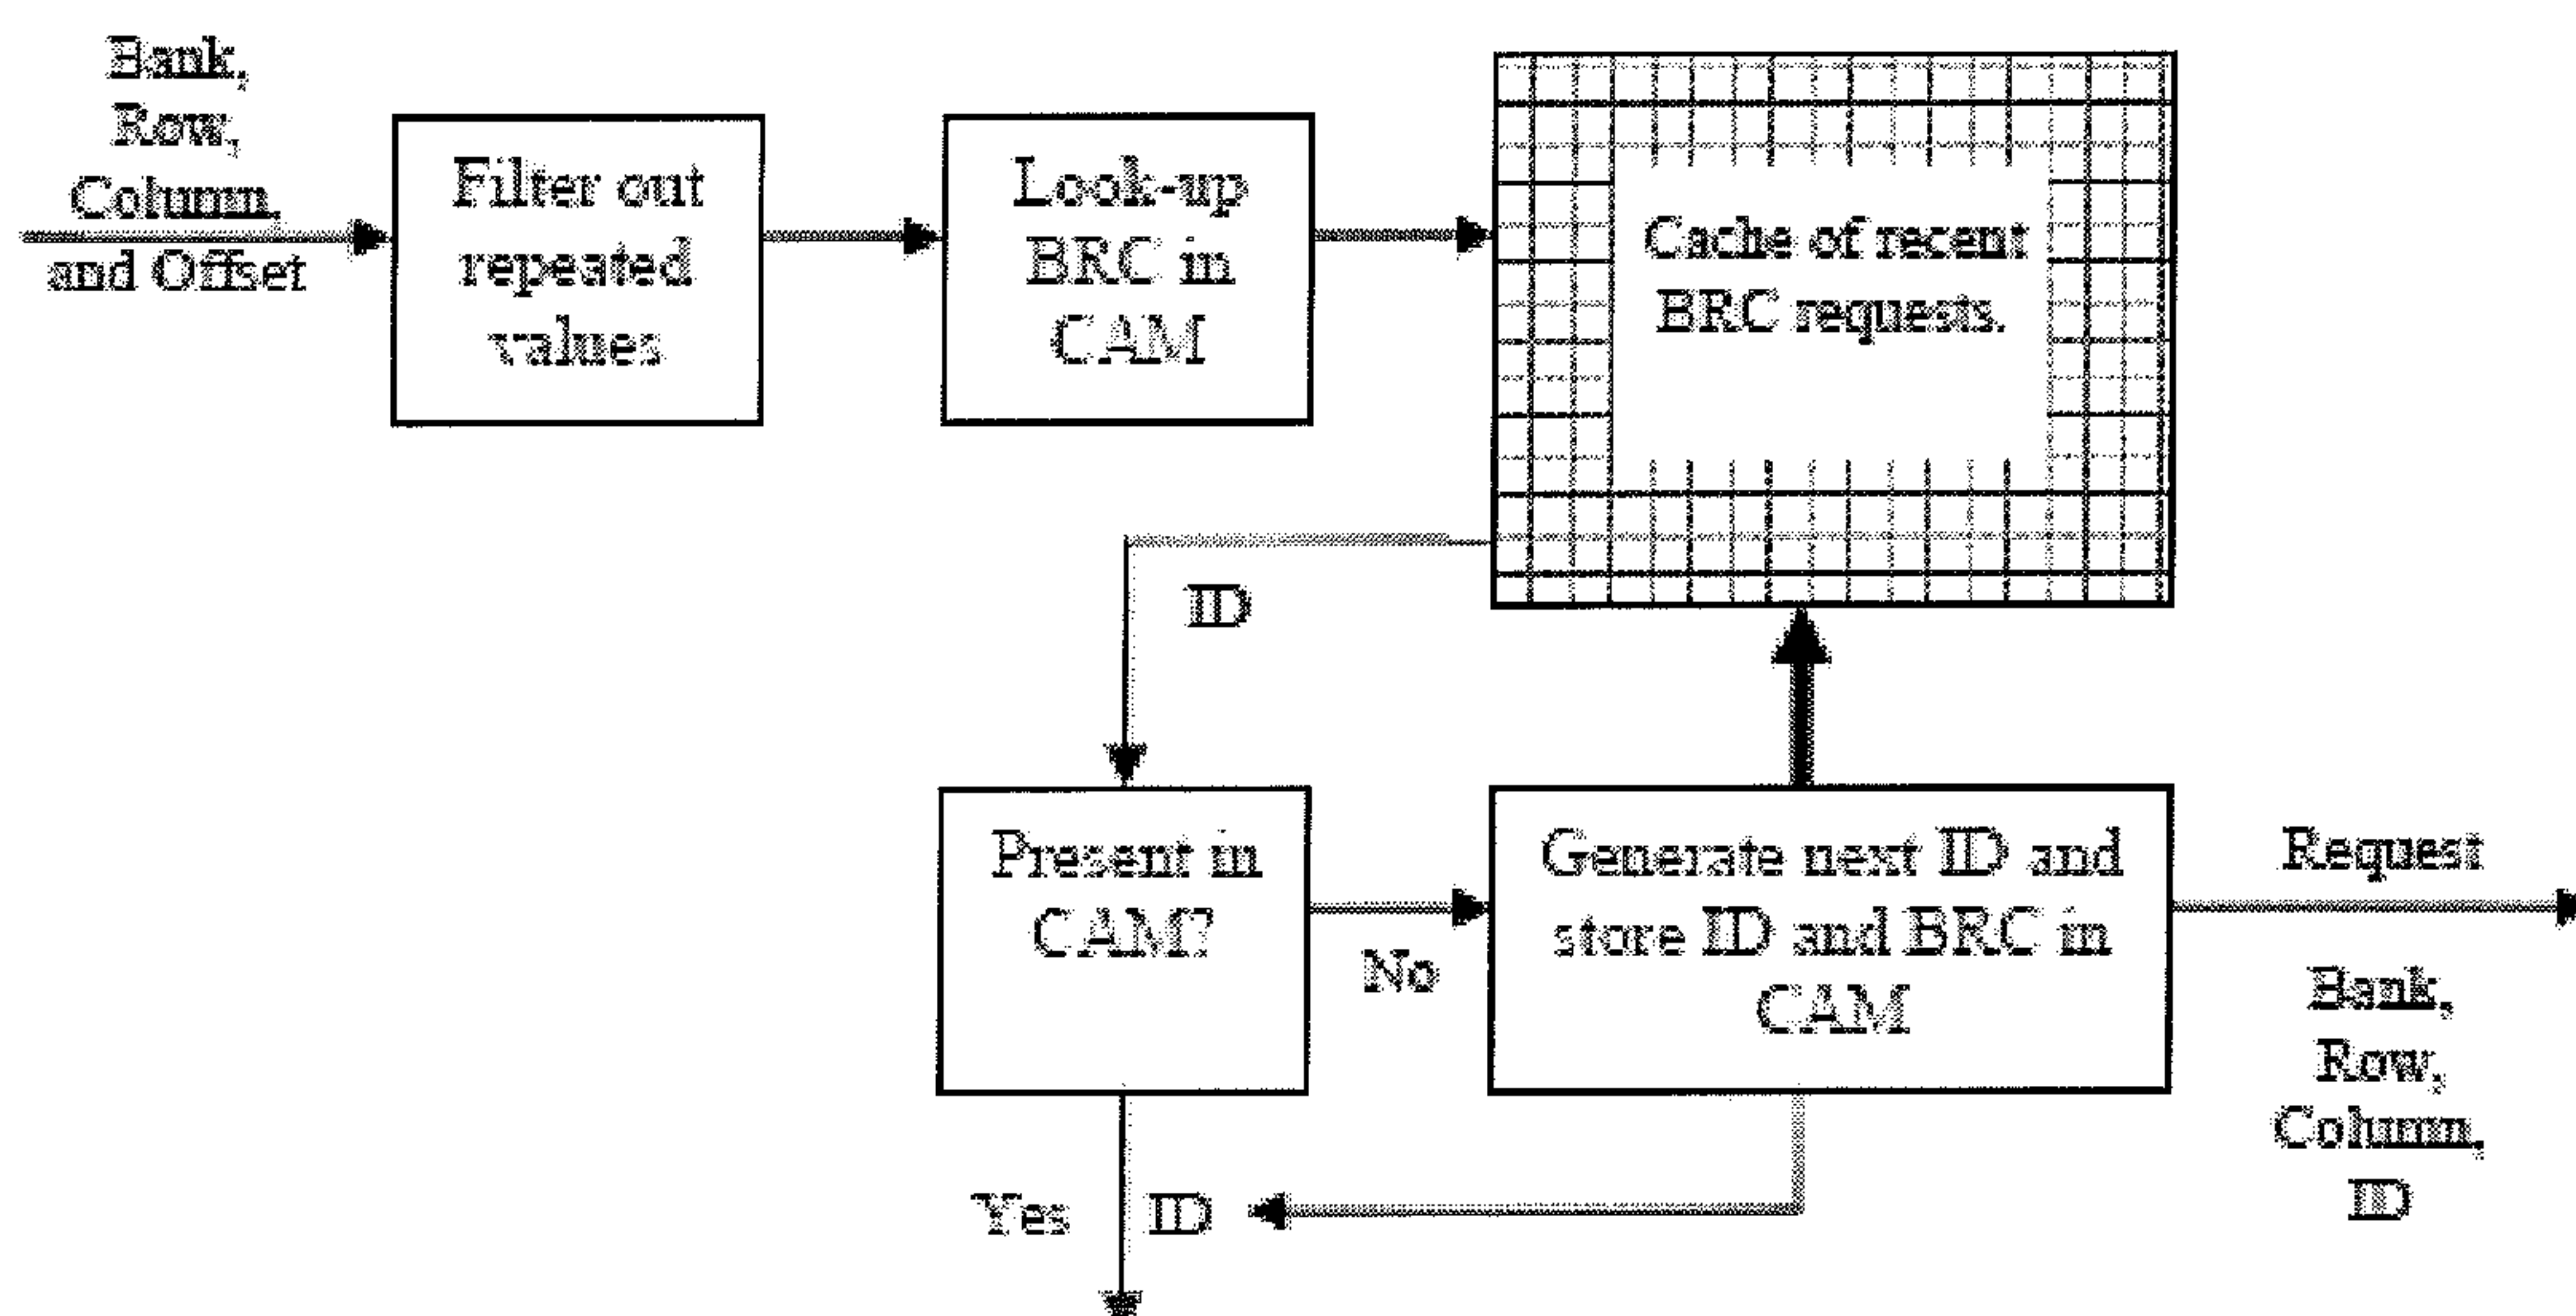 Bank,
Row,
Column,
and Offset
Filter out
repeated
values
Look-up
BRC in
CAM
Cache of recent
BRC requests.
ID
Present in
CAM?
No
Generate next ID and
store ID and BRC in
CAM
Request
Bank,
Row,
Column,
ID
Yes
ID